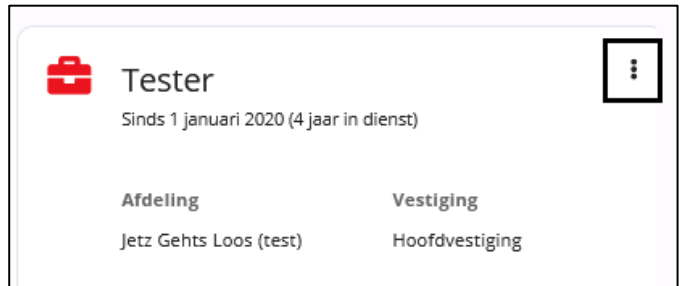 Tester
Sinds 1 januari 2020 (4 jaar in dienst)
Afdeling Vestiging
Jetz Gehts Loos (test) Hoofdvestiging